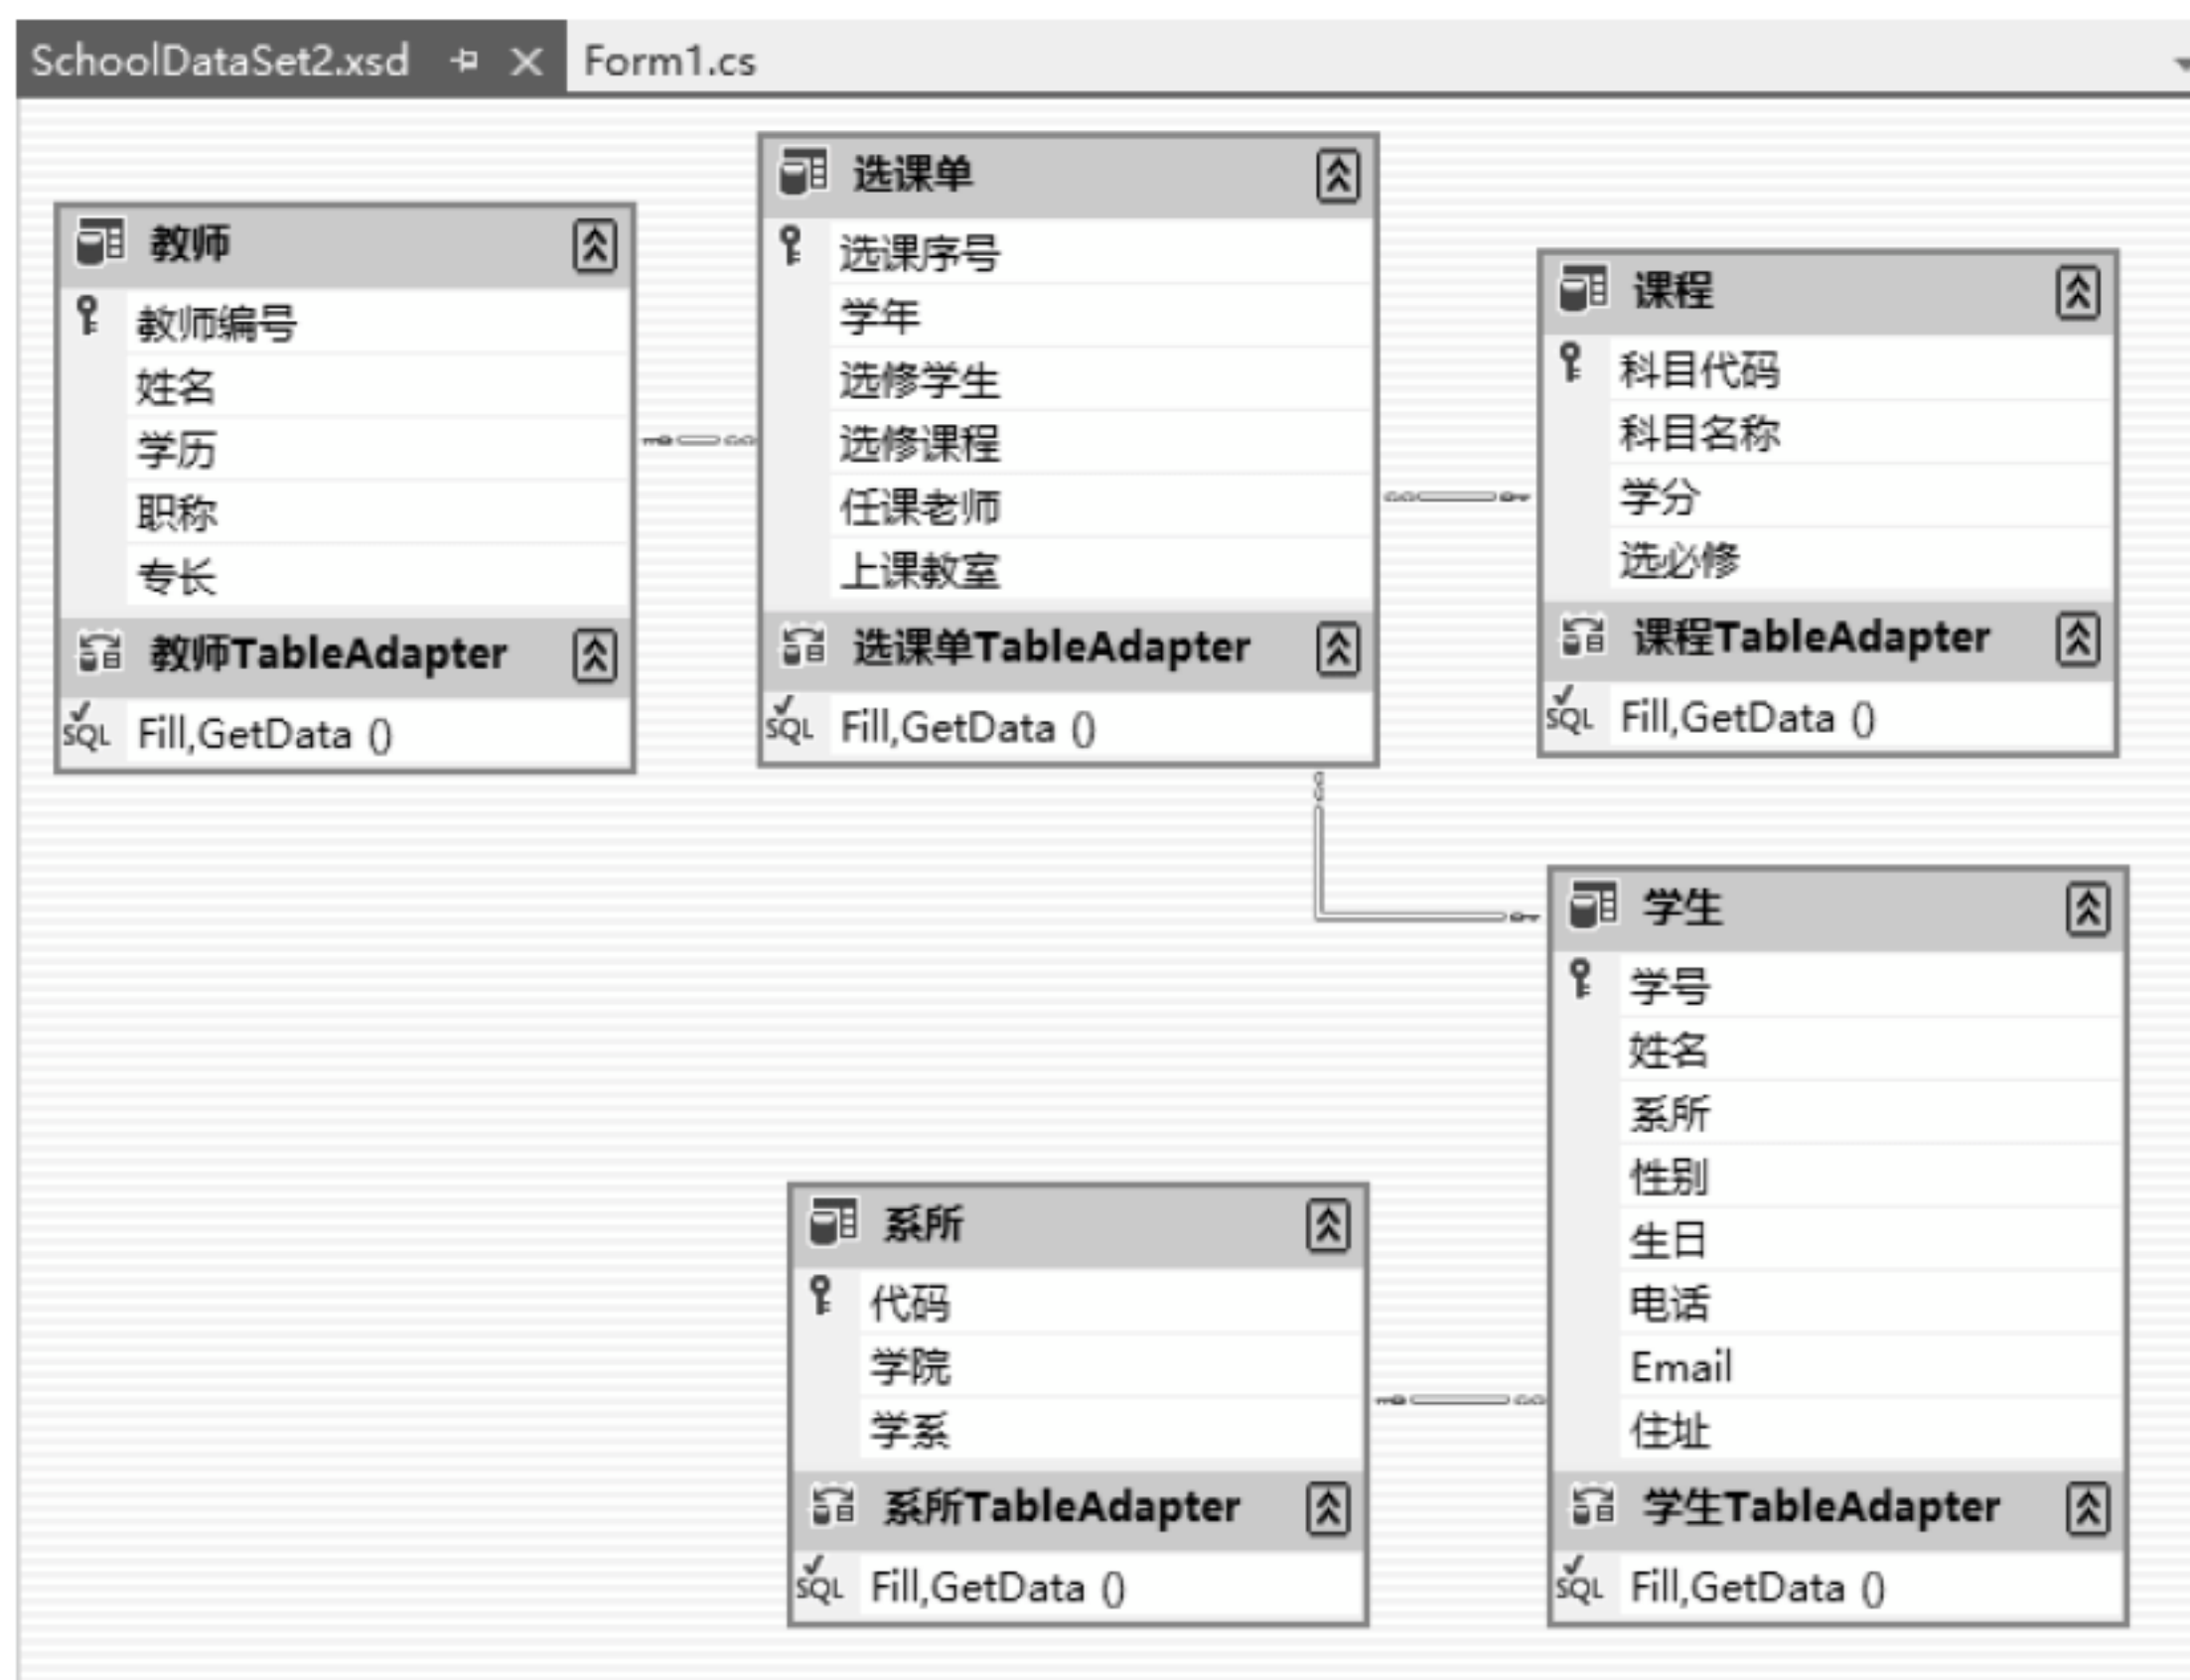 SchoolDataSet2.xsd
Form1.cs
教师
教师编号
姓名
学历
职称
专长
教师TableAdapter
Fill,GetData ()
选课单
选课序号
学年
选修学生
选修课程
任课老师
上课教室
选课单TableAdapter
Fill,GetData ()
课程
科目代码
科目名称
学分
选必修
课程TableAdapter
Fill,GetData ()
系所
代码
学院
学系
系所TableAdapter
Fill,GetData ()
学生
学号
姓名
系所
性别
生日
电话
Email
住址
学生TableAdapter
Fill,GetData ()